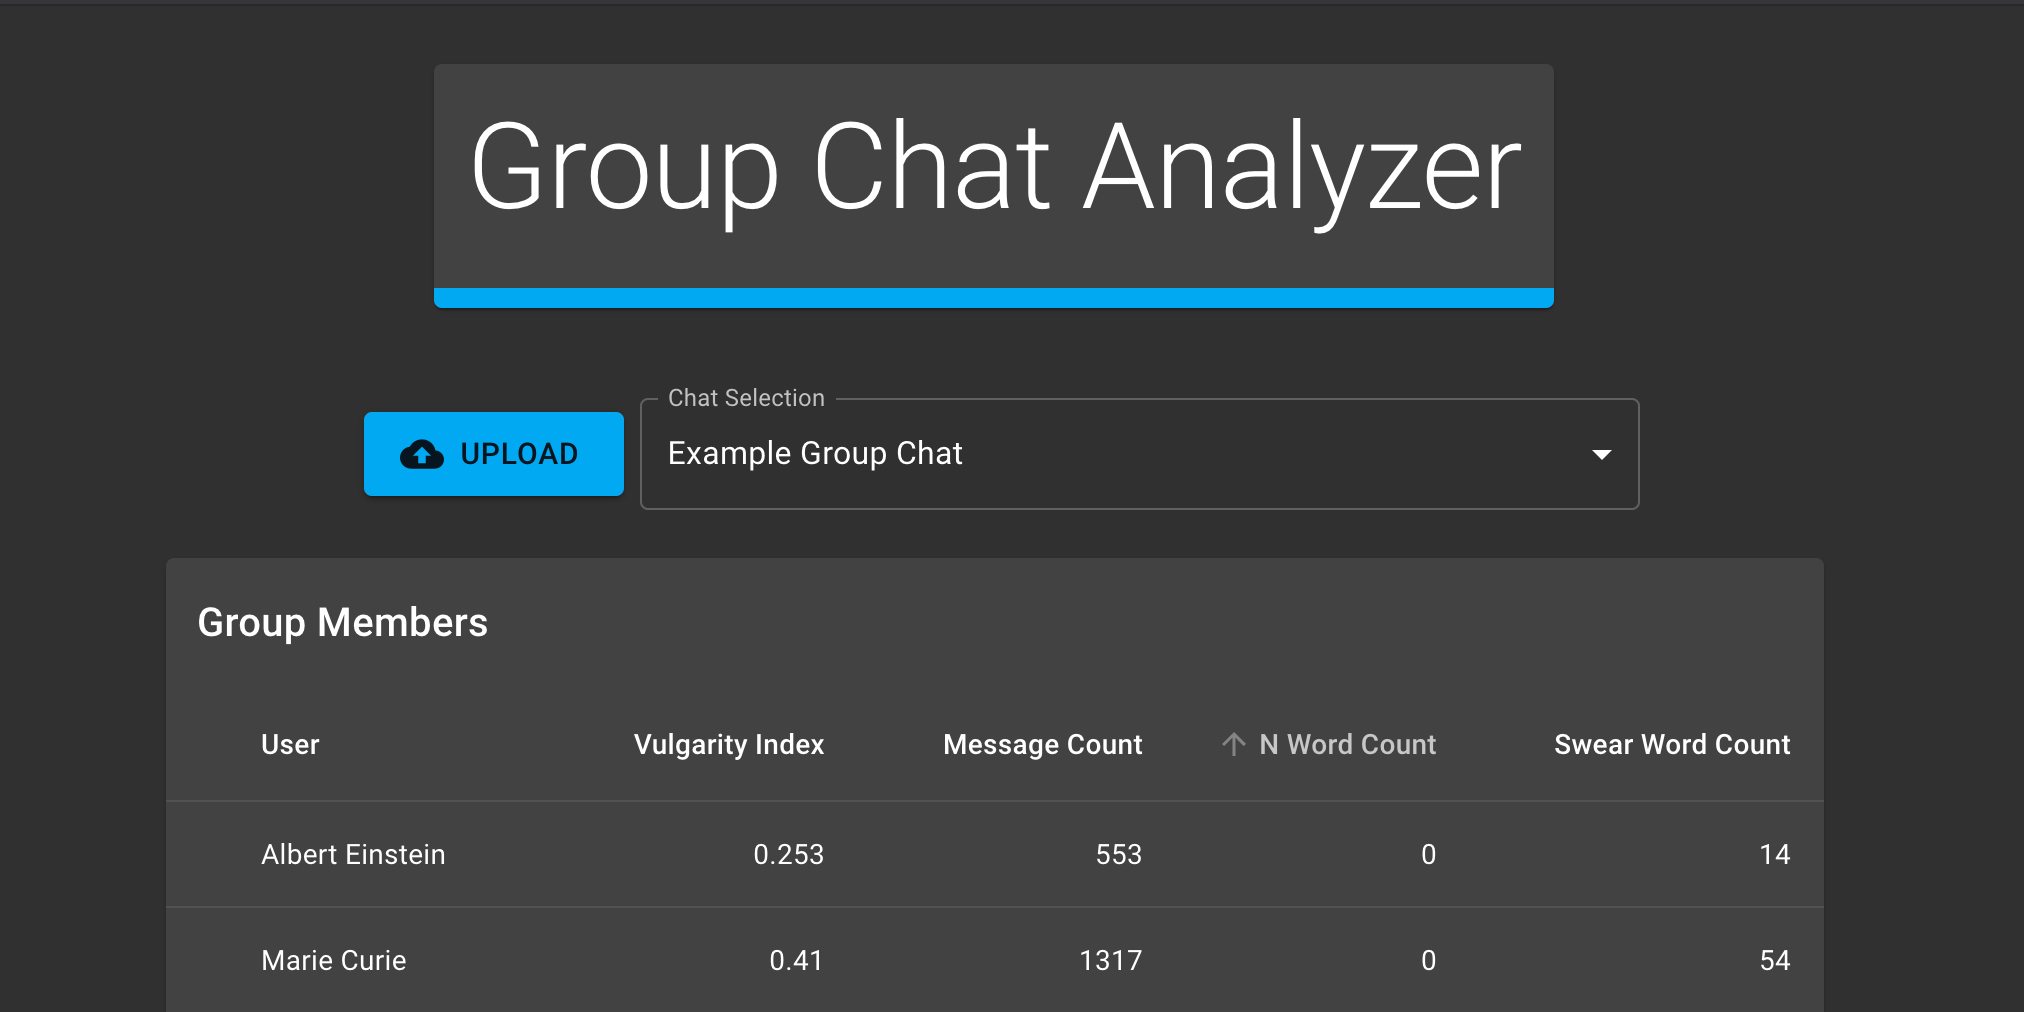 Group Chat Analyzer
UPLOAD
Chat Selection
Example Group Chat
Group Members
User Vulgarity Index Message Count N Word Count Swear Word Count
Albert Einstein 0.253 553 0 14
Marie Curie 0.41 1317 0 54